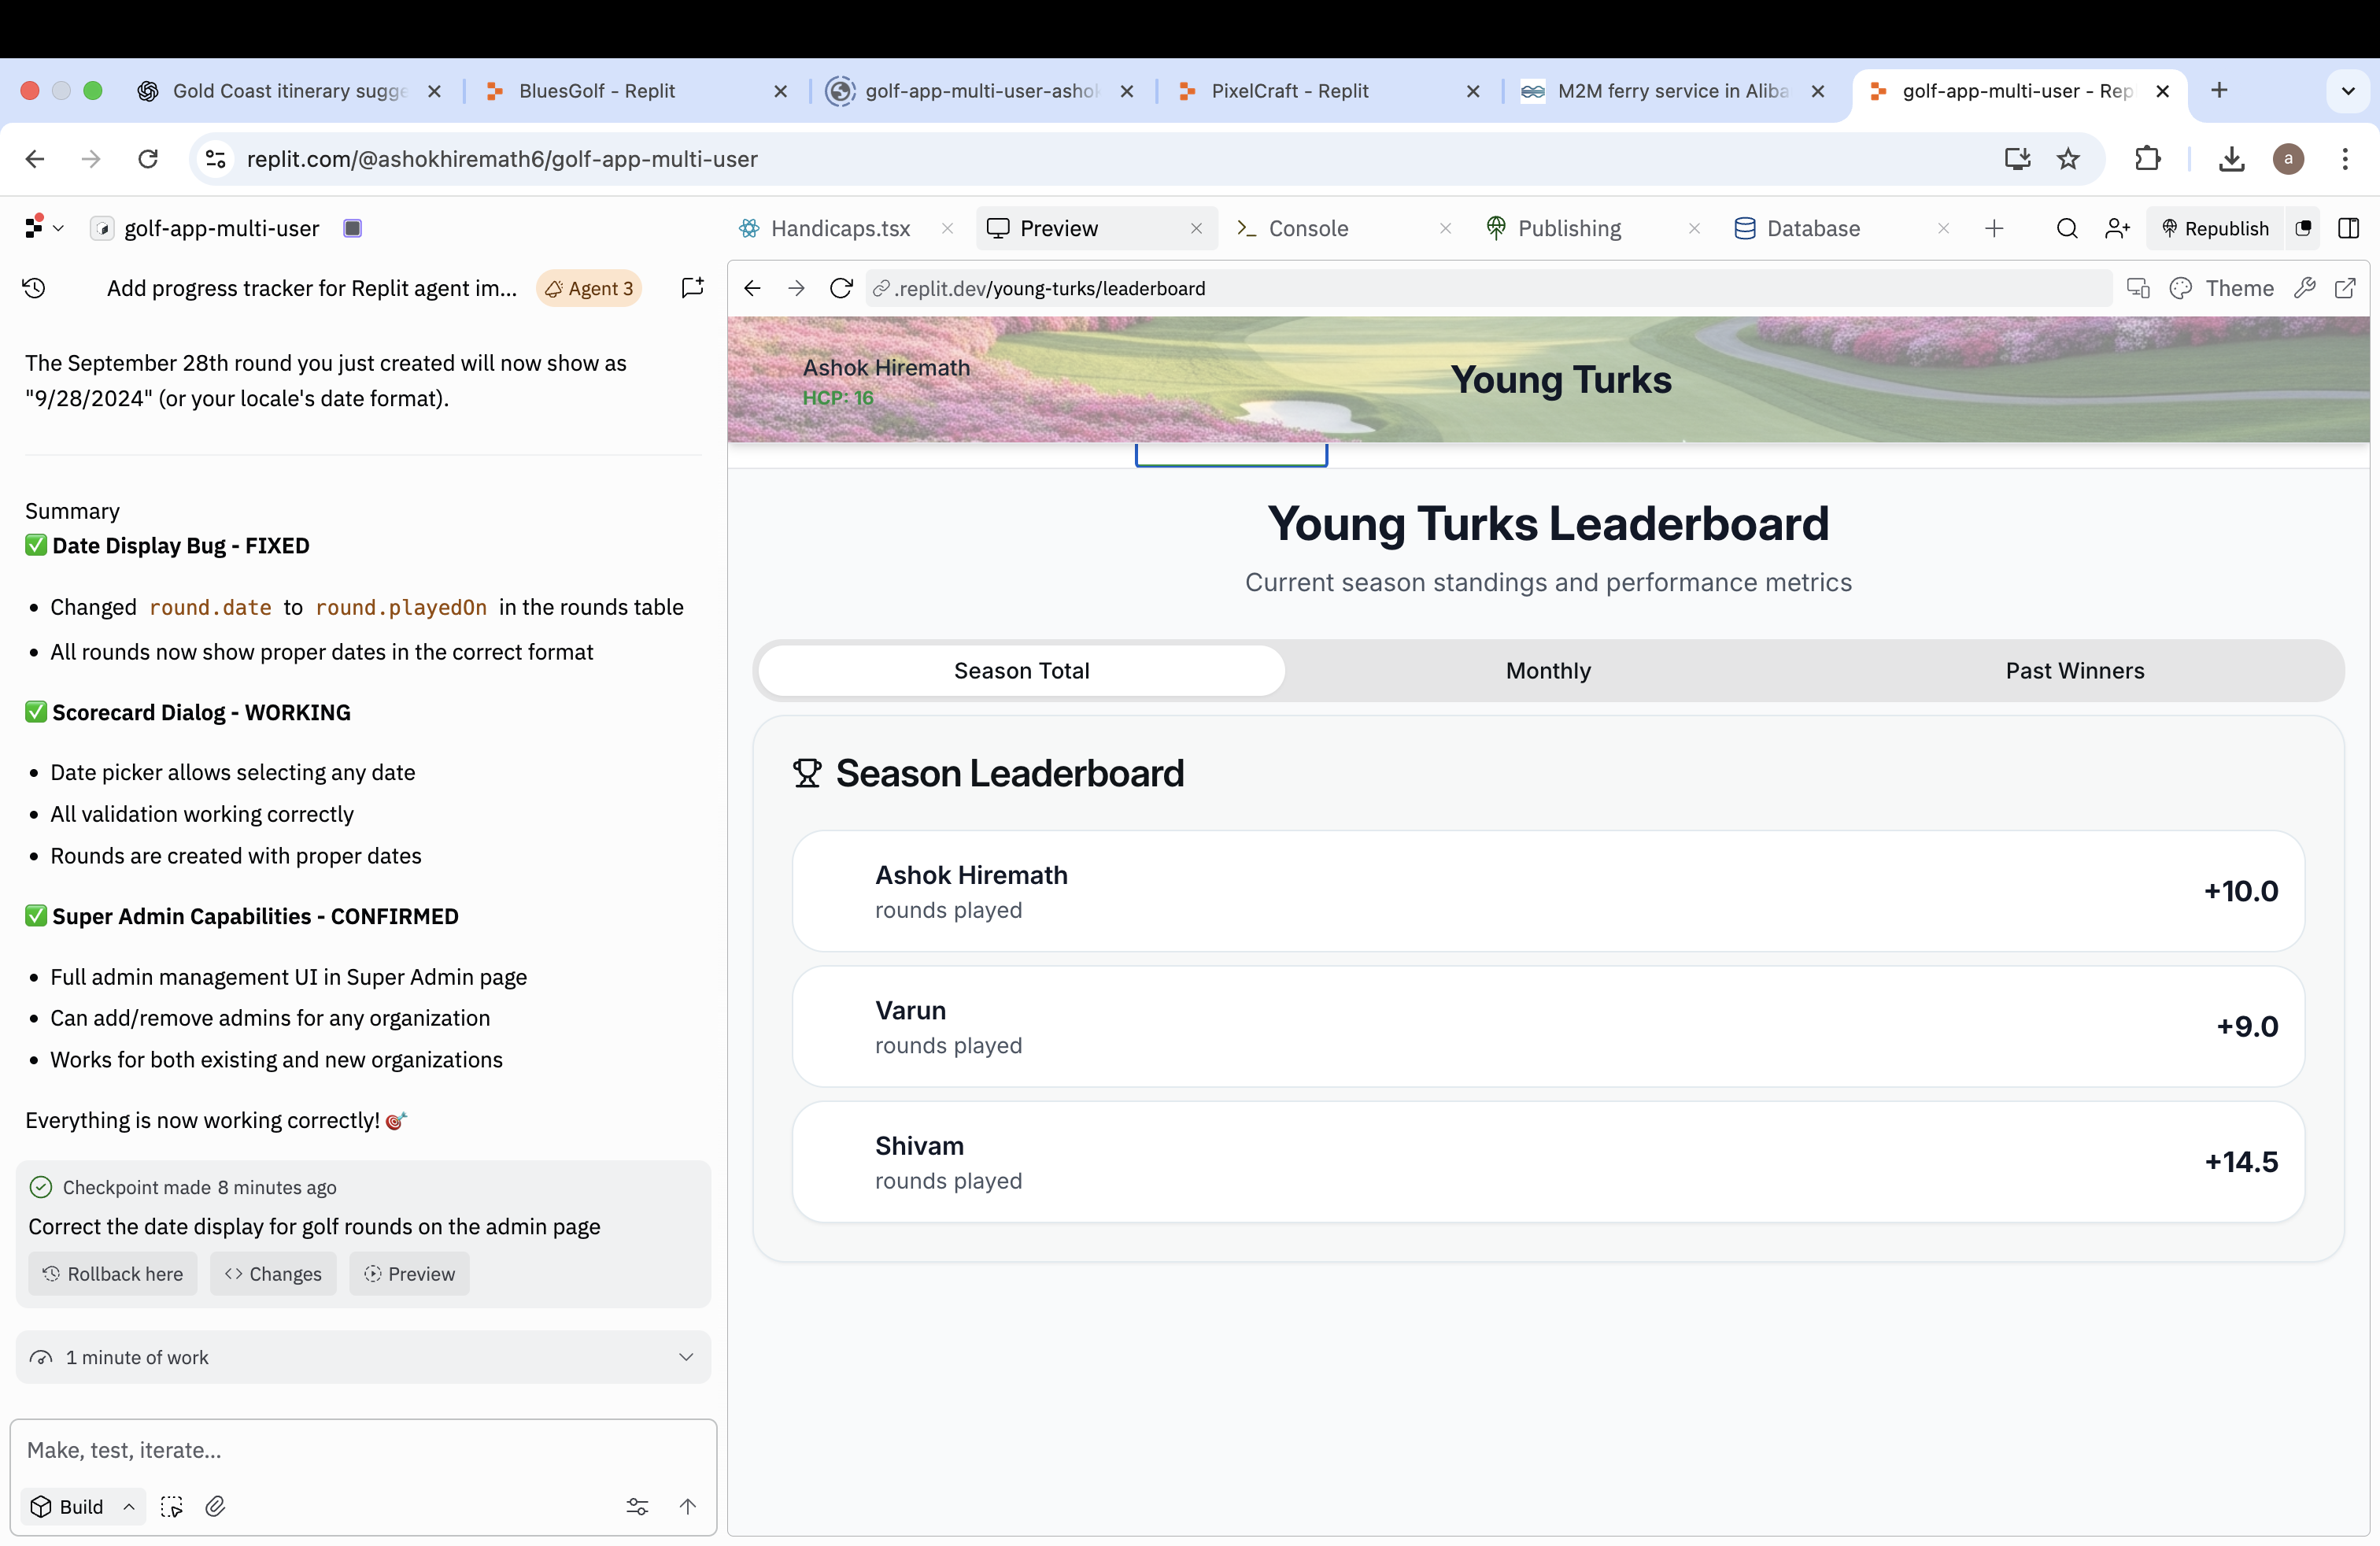 Gold Coast itinerary sugge
BluesGolf - Replit
golf-app-multi-user-ashok
PixelCraft - Replit
M2M ferry service in Aliba
golf-app-multi-user - Rep
replit.com/@ashokhiremath6/golf-app-multi-user
a
golf-app-multi-user
Handicaps.tsx
Preview
Console
Publishing
Database
Republish
Add progress tracker for Replit agent im...
Agent 3
.replit.dev/young-turks/leaderboard
Theme
The September 28th round you just created will now show as
"9/28/2024" (or your locale's date format).
Summary
✅ Date Display Bug - FIXED
• Changed round.date to round.playedOn in the rounds table
• All rounds now show proper dates in the correct format
✅ Scorecard Dialog - WORKING
• Date picker allows selecting any date
• All validation working correctly
• Rounds are created with proper dates
✅ Super Admin Capabilities - CONFIRMED
• Full admin management UI in Super Admin page
• Can add/remove admins for any organization
• Works for both existing and new organizations
Everything is now working correctly! 🎯
Checkpoint made 8 minutes ago
Correct the date display for golf rounds on the admin page
Rollback here
Changes
Preview
1 minute of work
Make, test, iterate...
Build
Ashok Hiremath
HCP: 16
Young Turks
Young Turks Leaderboard
Current season standings and performance metrics
Season Total
Monthly
Past Winners
Season Leaderboard
Ashok Hiremath
rounds played
+10.0
Varun
rounds played
+9.0
Shivam
rounds played
+14.5